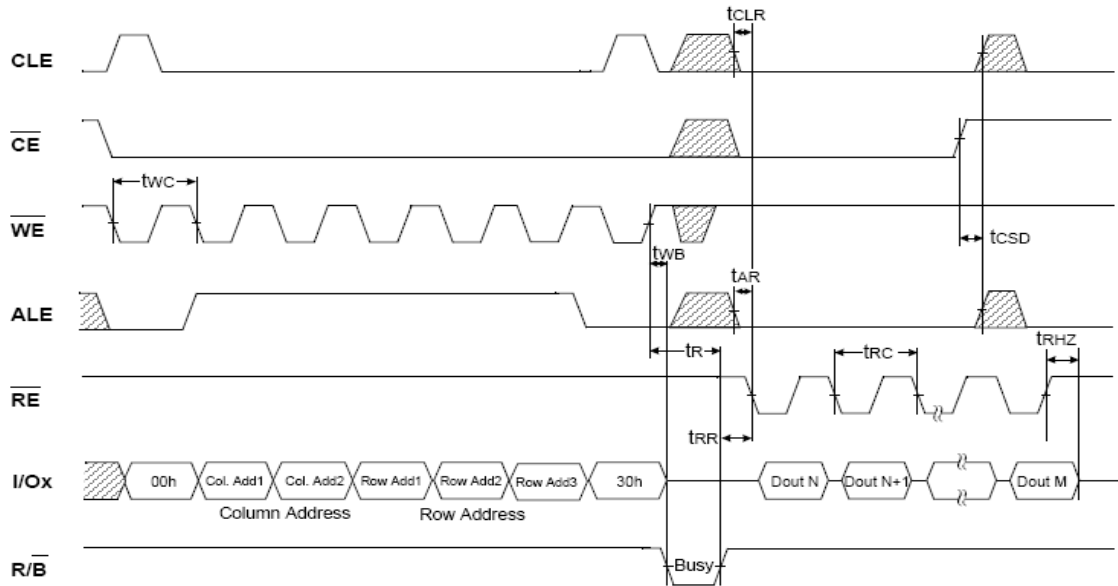 tCLR
CLE
CE
tWC
WE
tCSD
tWB
tAR
ALE
tR
tRC
tRHZ
RE
tRR
I/Ox
00h
Col. Add1
Col. Add2
Row Add1
Row Add2
Row Add3
30h
Dout N
Dout N+1
Dout M
Column Address
Row Address
R/B
Busy